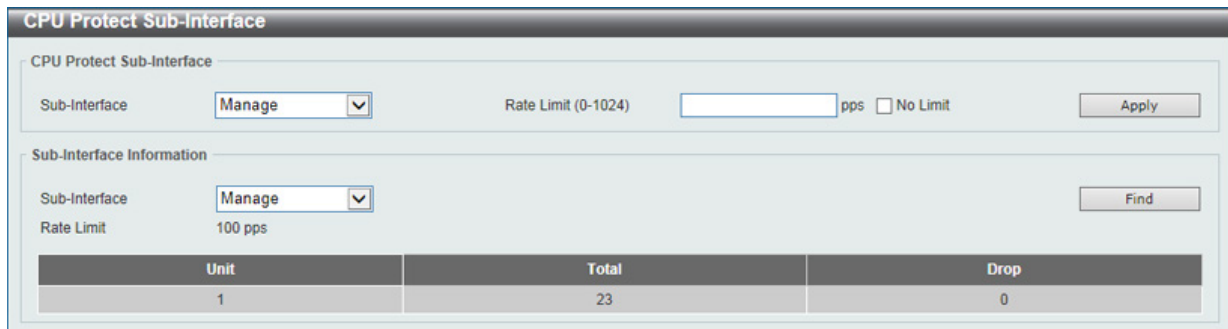 CPU Protect Sub-Interface
CPU Protect Sub-Interface
Sub-Interface Manage Rate Limit (0-1024) pps No Limit Apply
Sub-Interface Information
Sub-Interface Manage Find
Rate Limit 100 pps
Unit Total Drop
1 23 0